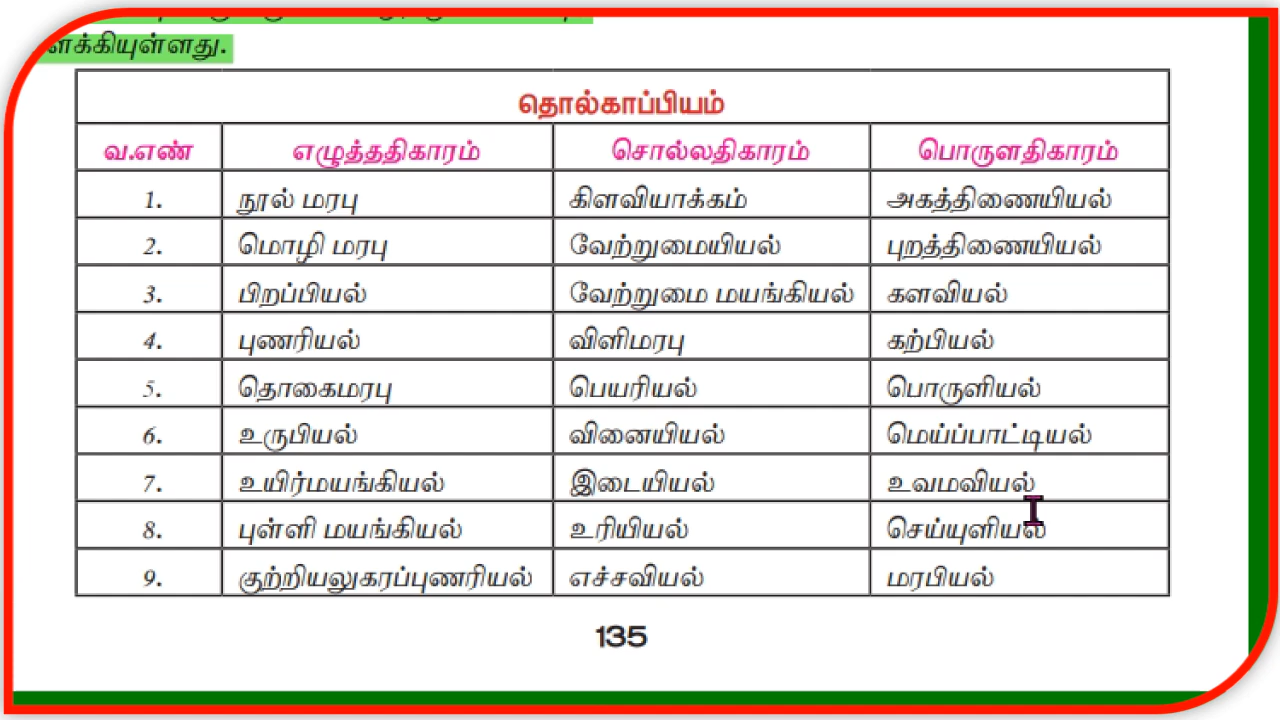 ளக்கியுள்ளது.
தொல்காப்பியம்
வ.எண் எழுத்ததிகாரம் சொல்லதிகாரம் பொருளதிகாரம்
1. நூல் மரபு கிளவியாக்கம் அகத்திணையியல்
2. மொழி மரபு வேற்றுமையியல் புறத்திணையியல்
3. பிறப்பியல் வேற்றுமை மயங்கியல் களவியல்
4. புணரியல் விளிமரபு கற்பியல்
5. தொகைமரபு பெயரியல் பொருளியல்
6. உருபியல் வினையியல் மெய்ப்பாட்டியல்
7. உயிர்மயங்கியல் இடையியல் உவமவியல்
8. புள்ளி மயங்கியல் உரியியல் செய்யுளியல்
9. குற்றியலுகரப்புணரியல் எச்சவியல் மரபியல்
135